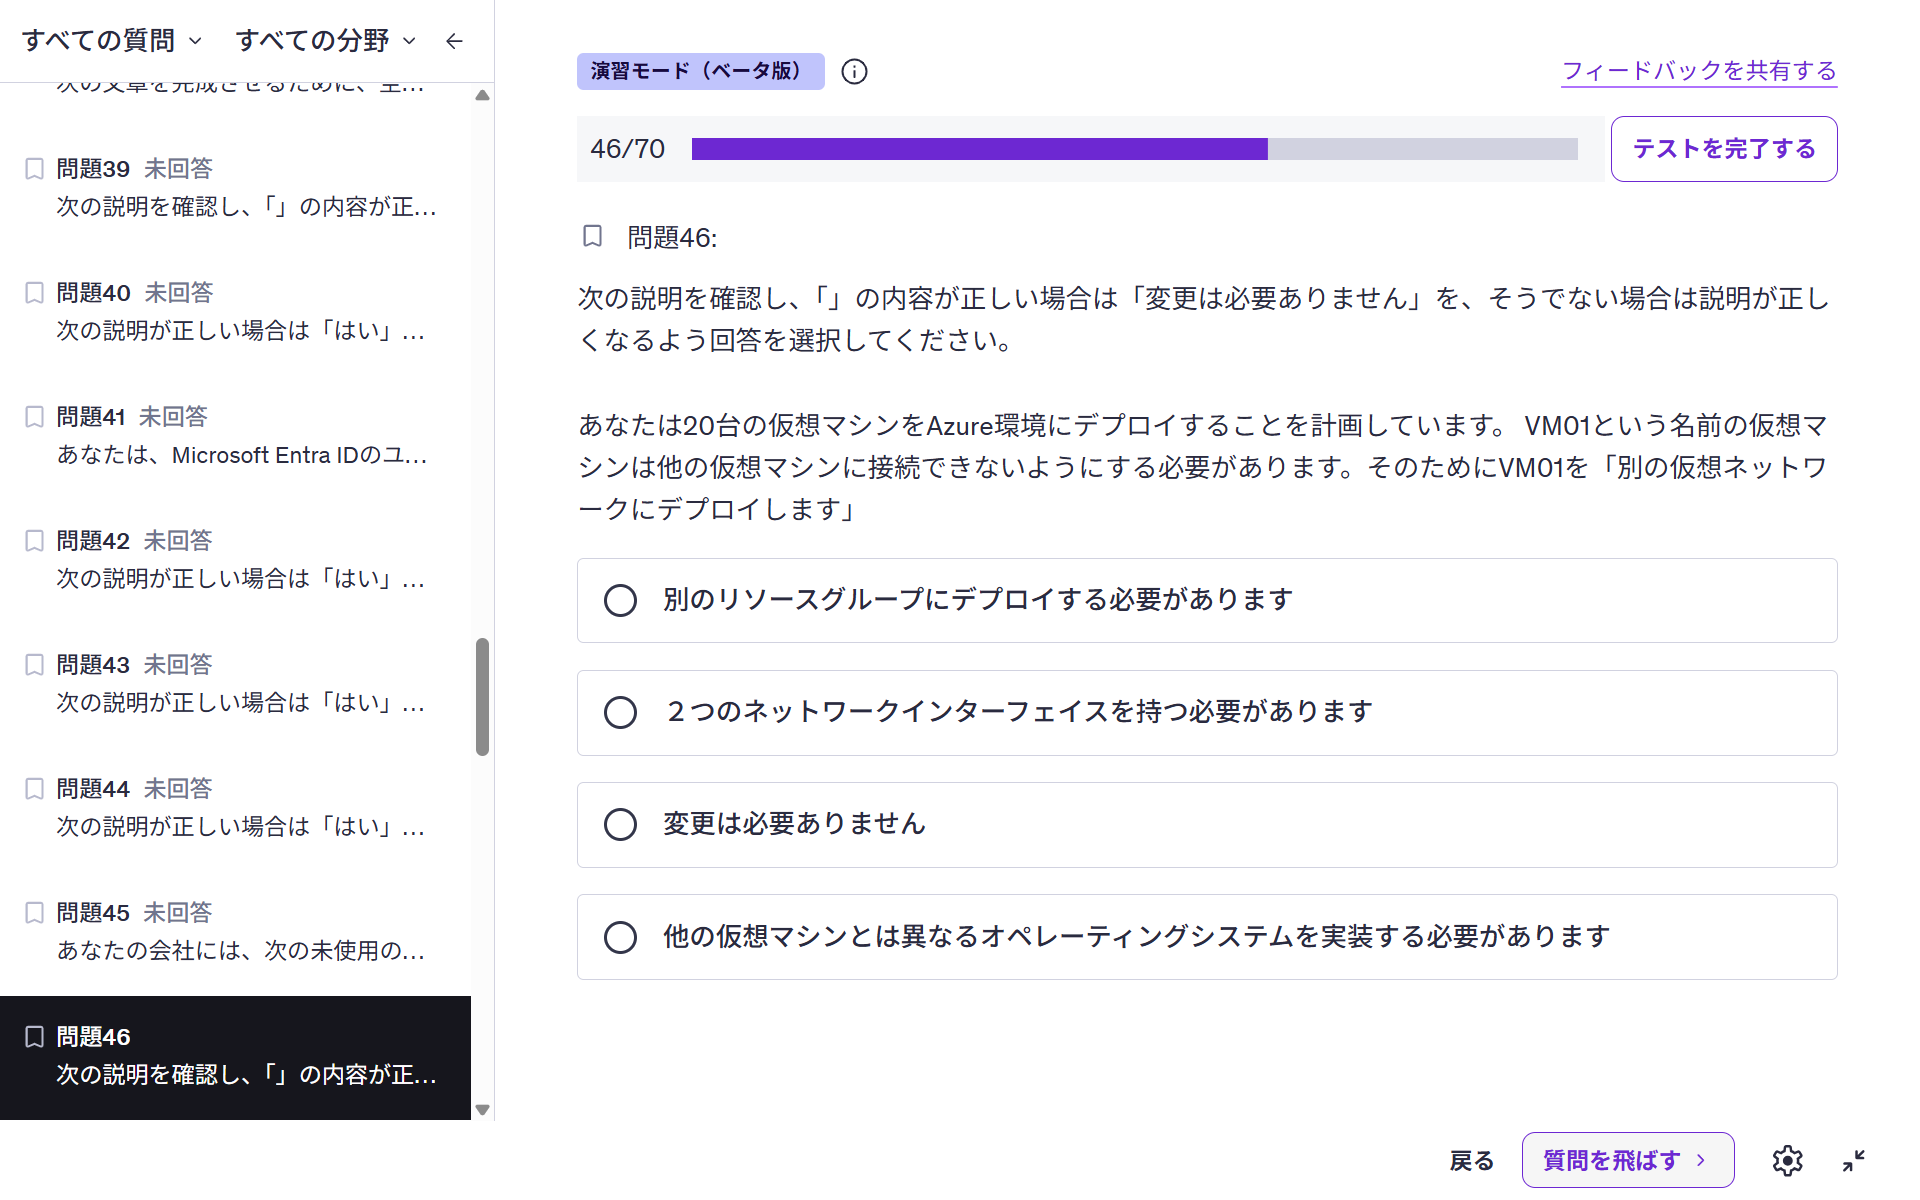 すべての質問 すべての分野
次の文章を完成させるために、空...
問題39 未回答
次の説明を確認し、「」の内容が正...
問題40 未回答
次の説明が正しい場合は「はい」...
問題41 未回答
あなたは、Microsoft Entra IDのユ...
問題42 未回答
次の説明が正しい場合は「はい」...
問題43 未回答
次の説明が正しい場合は「はい」...
問題44 未回答
次の説明が正しい場合は「はい」...
問題45 未回答
あなたの会社には、次の未使用の...
問題46
次の説明を確認し、「」の内容が正...
演習モード（ベータ版）
フィードバックを共有する
46/70
テストを完了する
問題46:
次の説明を確認し、「」の内容が正しい場合は「変更は必要ありません」を、そうでない場合は説明が正し
くなるよう回答を選択してください。
あなたは20台の仮想マシンをAzure環境にデプロイすることを計画しています。 VM01という名前の仮想マ
シンは他の仮想マシンに接続できないようにする必要があります。そのためにVM01を「別の仮想ネットワ
ークにデプロイします」
別のリソースグループにデプロイする必要があります
２つのネットワークインターフェイスを持つ必要があります
変更は必要ありません
他の仮想マシンとは異なるオペレーティングシステムを実装する必要があります
戻る
質問を飛ばす